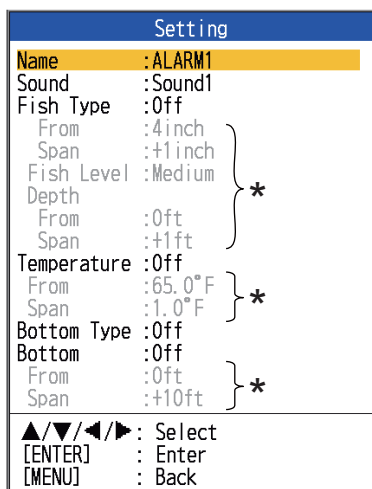 Setting
Name :ALARM1
Sound :Sound1
Fish Type :Off
From :4inch
Span :+1inch
Fish Level :Medium
Depth
From :0ft
Span :+1ft
*
Temperature :Off
From :65.0°F
Span :1.0°F
*
Bottom Type :Off
Bottom :Off
From :0ft
Span :+10ft
*
▲/▼/◀/▶: Select
[ENTER] : Enter
[MENU] : Back